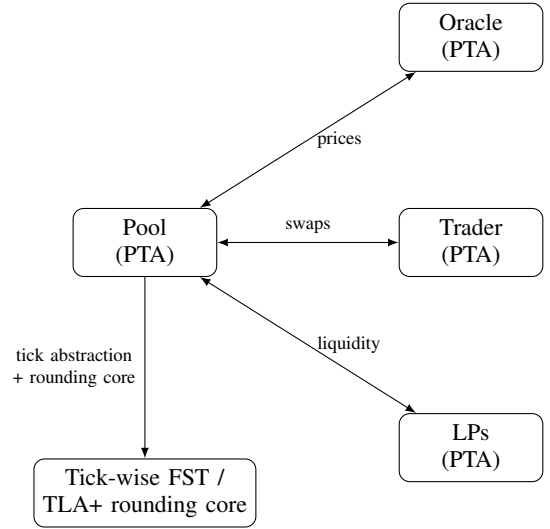 Oracle
(PTA)
prices
Pool
(PTA)
swaps
Trader
(PTA)
tick abstraction
+ rounding core
liquidity
LPs
(PTA)
Tick-wise FST /
TLA+ rounding core